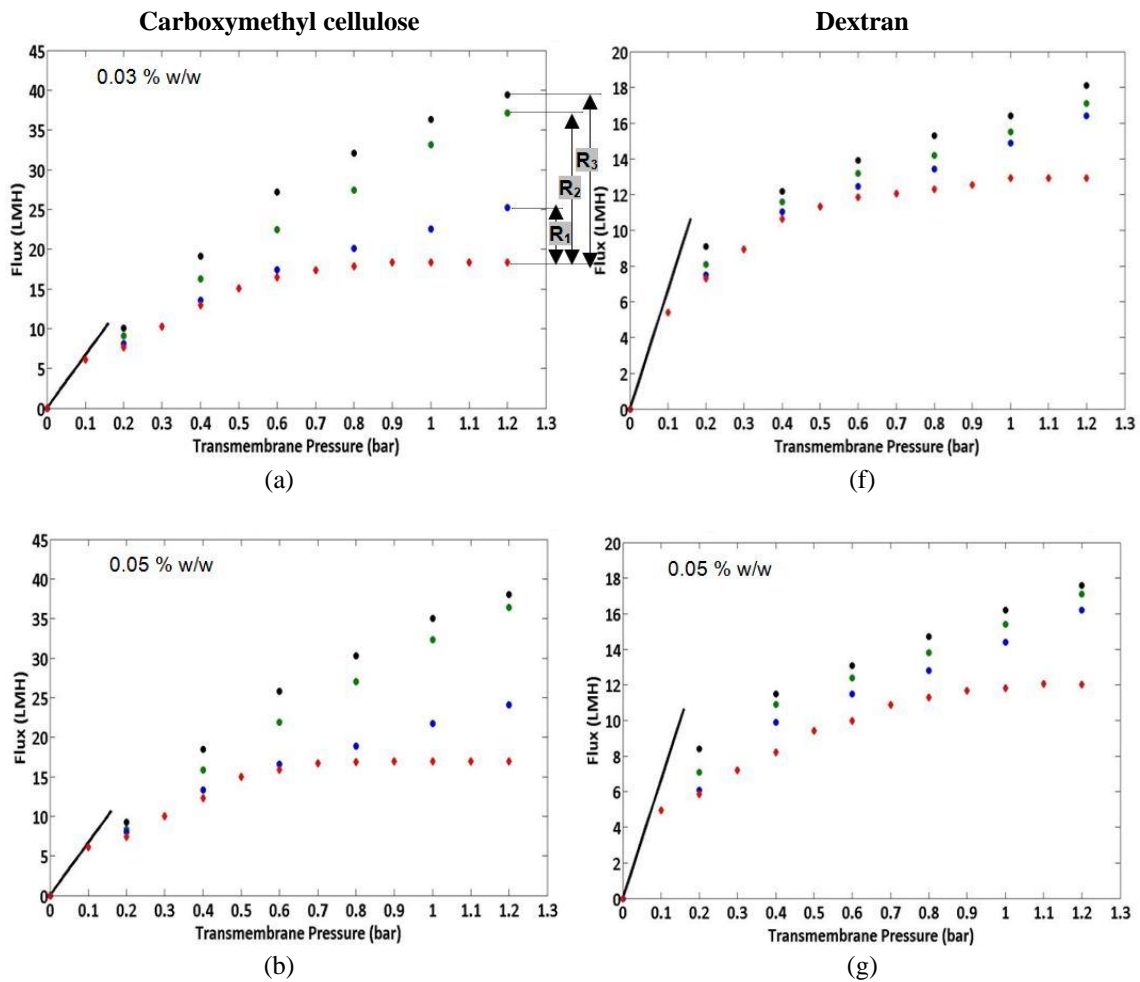 Carboxymethyl cellulose
Dextran
45
40
35
30
25
20
15
10
5
0
Flux (LMH)
0.03 % w/w
R3
R2
R1
0 0.1 0.2 0.3 0.4 0.5 0.6 0.7 0.8 0.9 1 1.1 1.2 1.3
Transmembrane Pressure (bar)
(a)
20
18
16
14
12
10
8
6
4
2
0
Flux (LMH)
0 0.1 0.2 0.3 0.4 0.5 0.6 0.7 0.8 0.9 1 1.1 1.2 1.3
Transmembrane Pressure (bar)
(f)
45
40
35
30
25
20
15
10
5
0
Flux (LMH)
0.05 % w/w
0 0.1 0.2 0.3 0.4 0.5 0.6 0.7 0.8 0.9 1 1.1 1.2 1.3
Transmembrane Pressure (bar)
(b)
20
18
16
14
12
10
8
6
4
2
0
Flux (LMH)
0.05 % w/w
0 0.1 0.2 0.3 0.4 0.5 0.6 0.7 0.8 0.9 1 1.1 1.2 1.3
Transmembrane Pressure (bar)
(g)